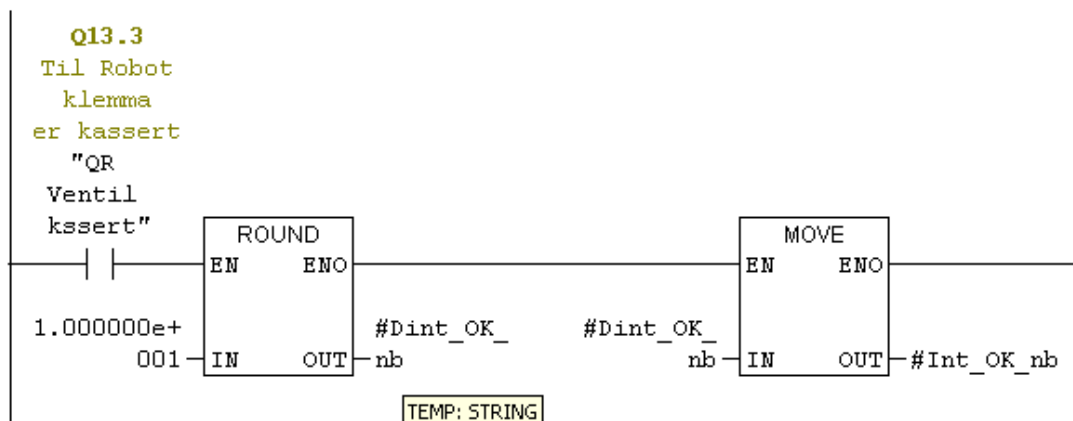 Q13.3
Til Robot
klemma
er kassert
"QR
Ventil
kssert"
ROUND
MOVE
EN ENO
EN ENO
1.000000e+
001
IN OUT
#Dint_OK_
nb
#Dint_OK_
nb
IN OUT
#Int_OK_nb
TEMP: STRING